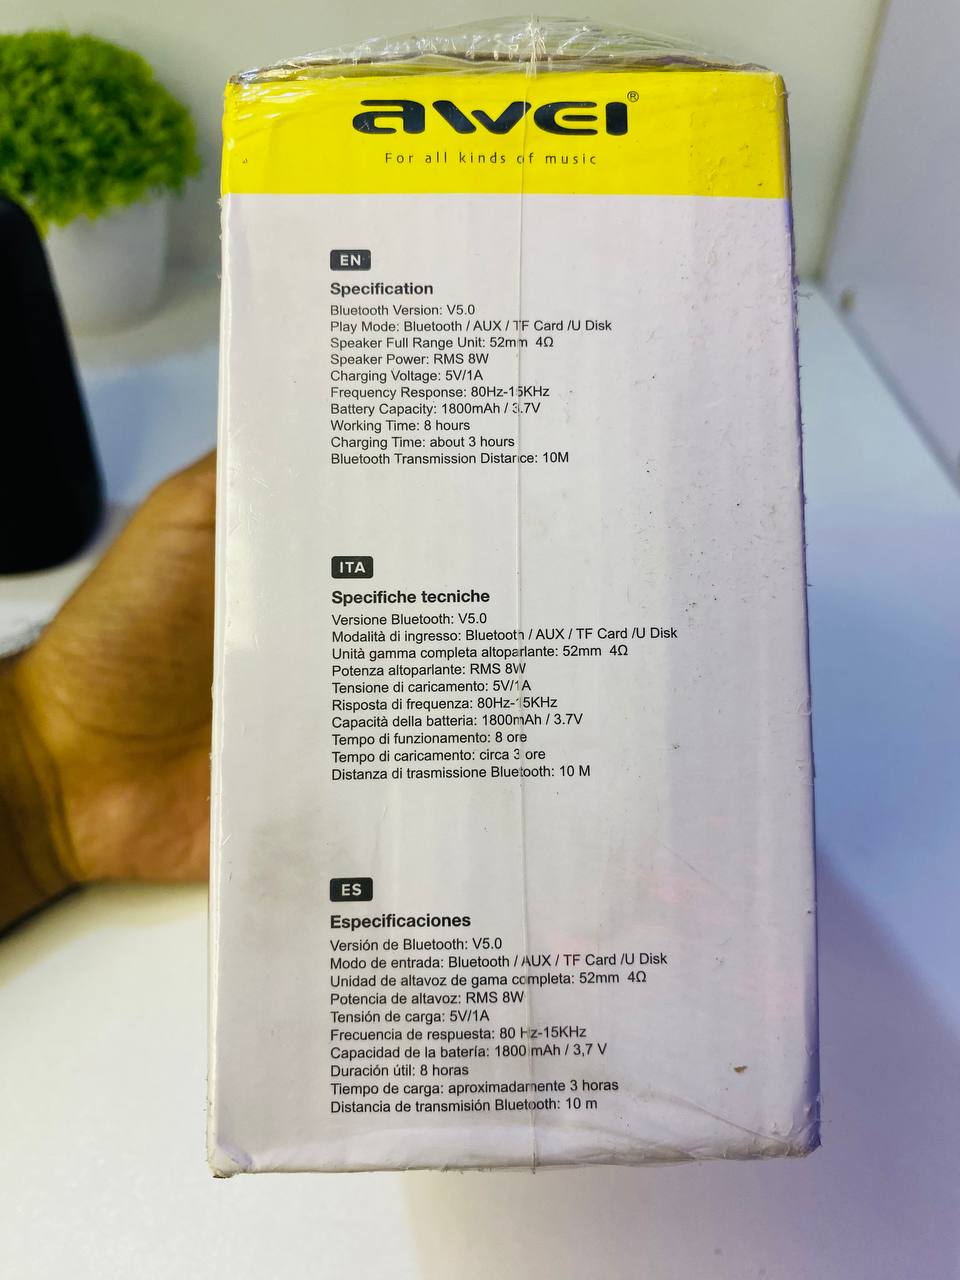 awei®
For all kinds of music
EN
Specification
Bluetooth Version: V5.0
Play Mode: Bluetooth / AUX / TF Card /U Disk
Speaker Full Range Unit: 52mm 4Ω
Speaker Power: RMS 8W
Charging Voltage: 5V/1A
Frequency Response: 80Hz-15KHz
Battery Capacity: 1800mAh / 3.7V
Working Time: 8 hours
Charging Time: about 3 hours
Bluetooth Transmission Distance: 10M
ITA
Specifiche tecniche
Versione Bluetooth: V5.0
Modalità di ingresso: Bluetooth / AUX / TF Card /U Disk
Unità gamma completa altoparlante: 52mm 4Ω
Potenza altoparlante: RMS 8W
Tensione di caricamento: 5V/1A
Risposta di frequenza: 80Hz-15KHz
Capacità della batteria: 1800mAh / 3.7V
Tempo di funzionamento: 8 ore
Tempo di caricamento: circa 3 ore
Distanza di trasmissione Bluetooth: 10 M
ES
Especificaciones
Versión de Bluetooth: V5.0
Modo de entrada: Bluetooth / AUX / TF Card /U Disk
Unidad de altavoz de gama completa: 52mm 4Ω
Potencia de altavoz: RMS 8W
Tensión de carga: 5V/1A
Frecuencia de respuesta: 80 Hz-15KHz
Capacidad de la batería: 1800 mAh / 3,7 V
Duración útil: 8 horas
Tiempo de carga: aproximadamente 3 horas
Distancia de transmisión Bluetooth: 10 m